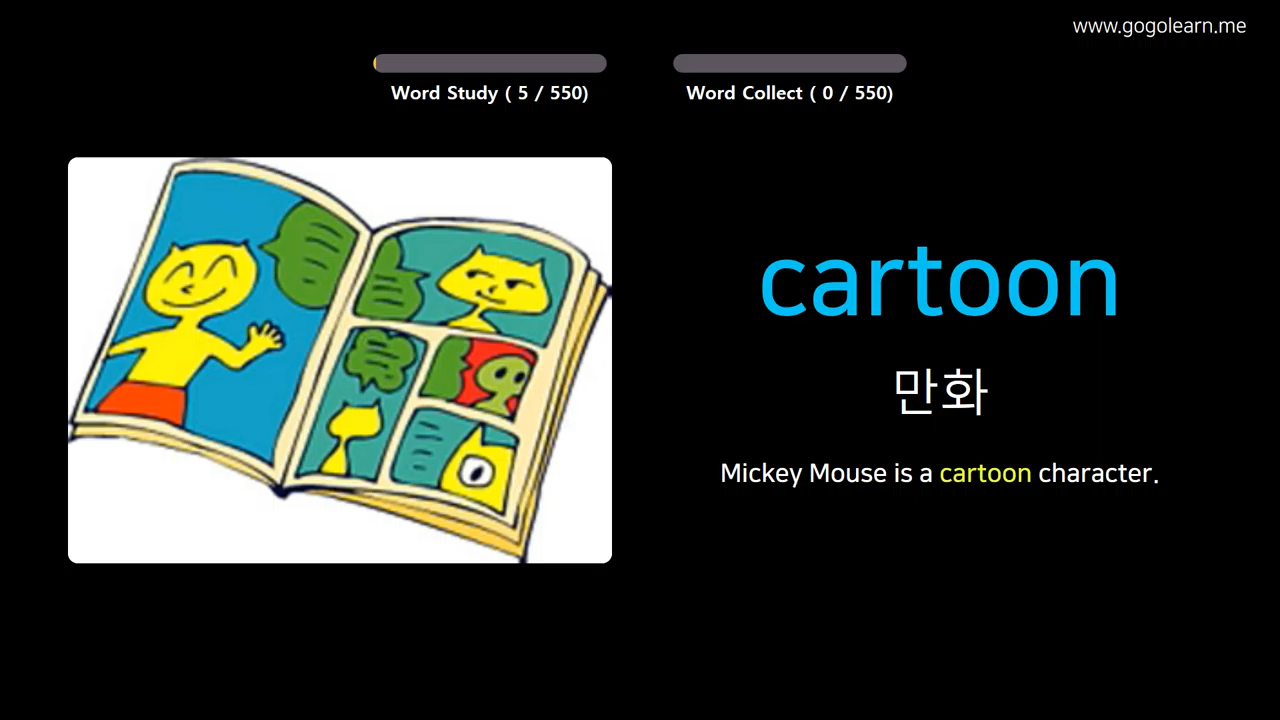 www.gogolearn.me
Word Study ( 5 / 550)
Word Collect ( 0 / 550)
cartoon
만화
Mickey Mouse is a cartoon character.